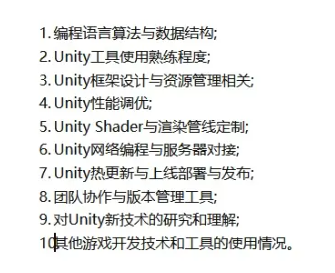 1. 编程语言算法与数据结构;
2. Unity工具使用熟练程度;
3. Unity框架设计与资源管理相关;
4. Unity性能调优;
5. Unity Shader与渲染管线定制;
6. Unity网络编程与服务器对接;
7. Unity热更新与上线部署与发布;
8. 团队协作与版本管理工具;
9. 对Unity新技术的研究和理解;
10其他游戏开发技术和工具的使用情况。